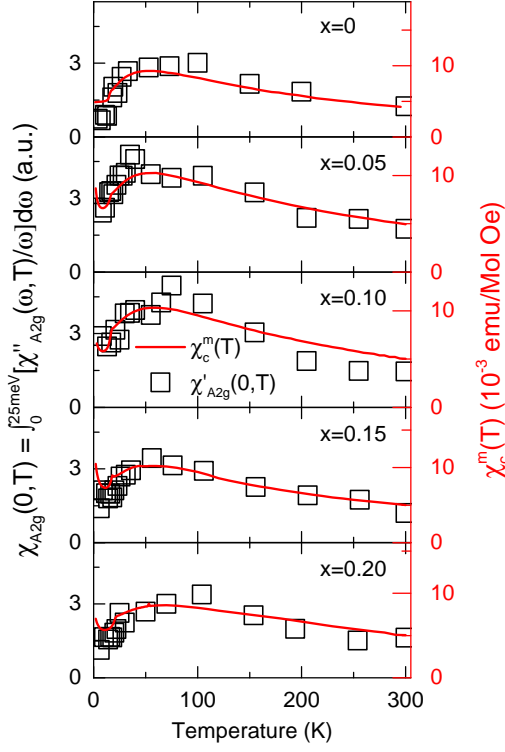 x=0
3
0
10
0
x=0.05
3
0
10
0
x=0.10
3
0
10
0
χ_c^m(T)
χ'_A2g(0,T)
x=0.15
3
0
10
0
x=0.20
3
0
10
0
0 100 200 300
Temperature (K)
χ_A2g(0,T) = ∫_0^25meV[χ''_A2g(ω,T)/ω]dω (a.u.)
χ_c^m(T) (10^-3 emu/Mol Oe)